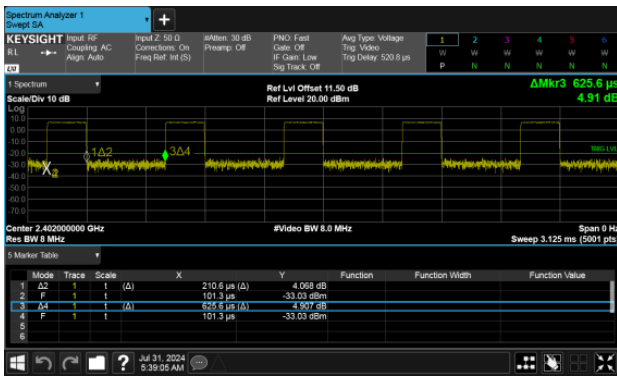 Spectrum Analyzer 1
Swept SA
KEYSIGHT Input: RF Input Z: 50 Ω #Atten: 30 dB PNO: Fast Avg Type: Voltage 1 2 3 4 5 6
RL Coupling: AC Corrections: On Preamp: Off Gate: Off Trig: Video W W W W W W
Align: Auto Freq Ref: Int (S) IF Gain: Low Trig Delay: 520.8 µs P N N N N N
LXI Sig Track: Off
1 Spectrum Ref Lvl Offset 11.50 dB ΔMkr3 625.6 µs
Scale/Div 10 dB Ref Level 20.00 dBm 4.91 dB
Log
10.0
0.00
-10.0
-20.0 1Δ2 3Δ4 TRIG LVL
-30.0
-40.0
-50.0
-60.0
-70.0
Center 2.402000000 GHz #Video BW 8.0 MHz Span 0 Hz
Res BW 8 MHz Sweep 3.125 ms (5001 pts
5 Marker Table
Mode Trace Scale X Y Function Function Width Function Value
1 Δ2 1 t (Δ) 210.6 µs (Δ) 4.068 dB
2 F 1 t 101.3 µs -33.03 dBm
3 Δ4 1 t (Δ) 625.6 µs (Δ) 4.907 dB
4 F 1 t 101.3 µs -33.03 dBm
5
6
? Jul 31, 2024
5:39:05 AM